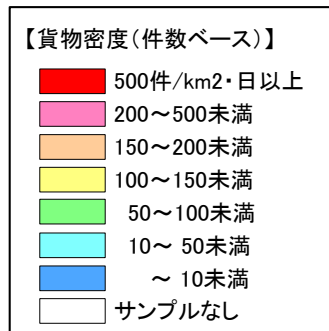 【貨物密度(件数ベース)】
500件/km2・日以上
200～500未満
150～200未満
100～150未満
50～100未満
10～ 50未満
～ 10未満
サンプルなし